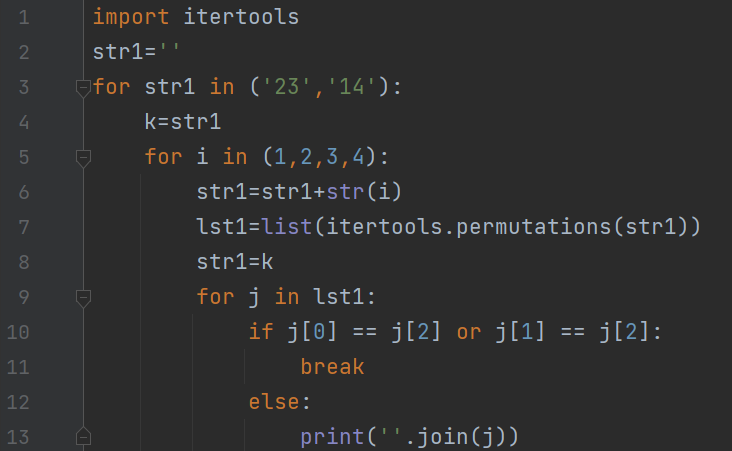 1 import itertools
2 str1=''
3 for str1 in ('23','14'):
4     k=str1
5     for i in (1,2,3,4):
6         str1=str1+str(i)
7         lst1=list(itertools.permutations(str1))
8         str1=k
9         for j in lst1:
10             if j[0] == j[2] or j[1] == j[2]:
11                 break
12             else:
13                 print(''.join(j))